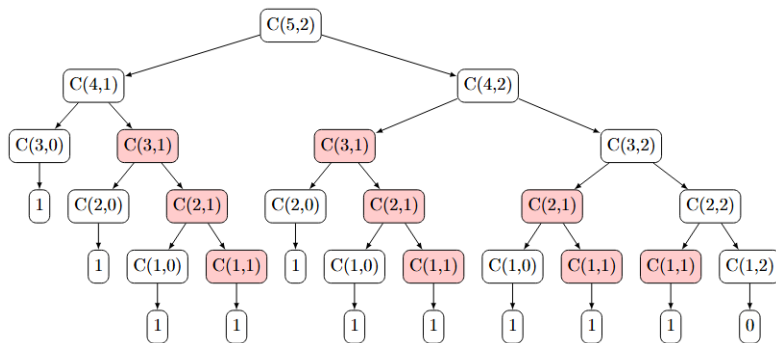 C(5,2)
C(4,1) C(4,2)
C(3,0) C(3,1) C(3,1) C(3,2)
1 C(2,0) C(2,1) C(2,0) C(2,1) C(2,1) C(2,2)
1 C(1,0) C(1,1) 1 C(1,0) C(1,1) C(1,0) C(1,1) C(1,1) C(1,2)
1 1 1 1 1 1 1 0